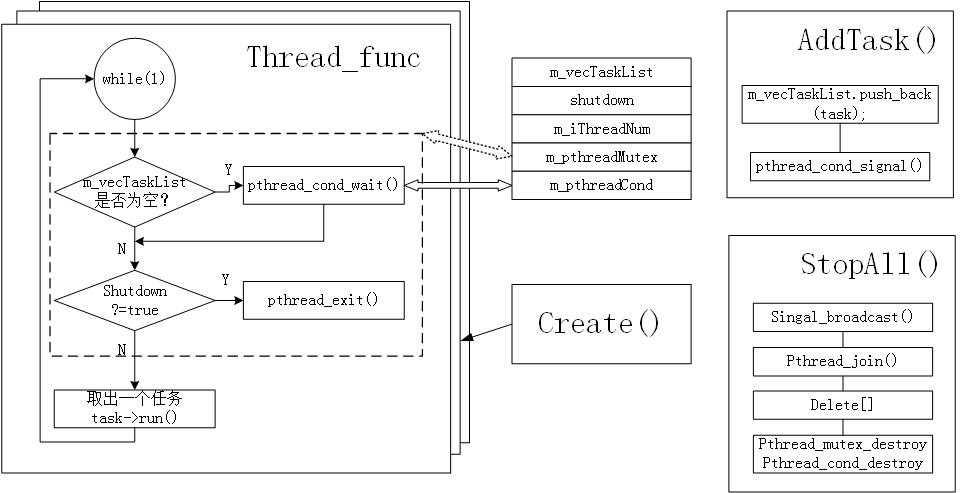 Thread_func
while(1)
m_vecTaskList
是否为空?
Y
pthread_cond_wait()
N
Shutdown
?=true
Y
pthread_exit()
N
取出一个任务
task->run()
m_vecTaskList
shutdown
m_iThreadNum
m_pthreadMutex
m_pthreadCond
Create()
AddTask()
m_vecTaskList.push_back
(task);
pthread_cond_signal()
StopAll()
Singal_broadcast()
Pthread_join()
Delete[]
Pthread_mutex_destroy
Pthread_cond_destroy